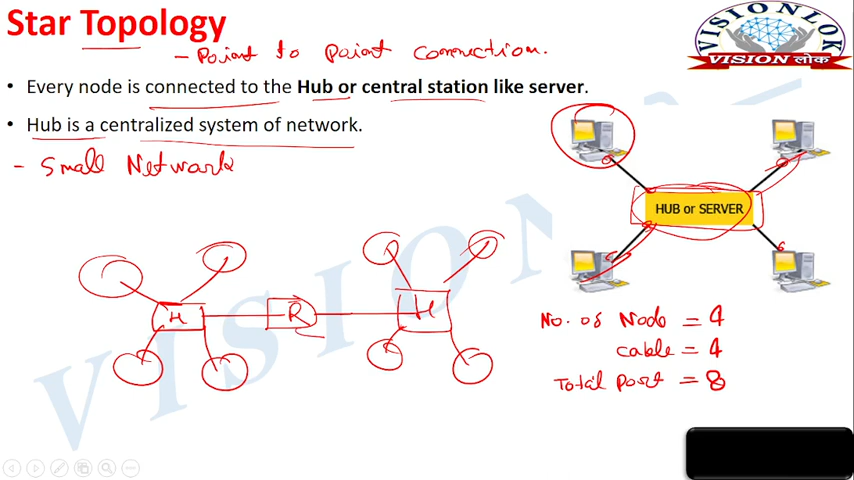 Star Topology
- Point to Point connection.
• Every node is connected to the Hub or central station like server.
• Hub is a centralized system of network.
- Small Network
VISIONLOK
VISION लोक
HUB or SERVER
H
R
H
No. of Node = 4
cable = 4
Total port = 8
VISION